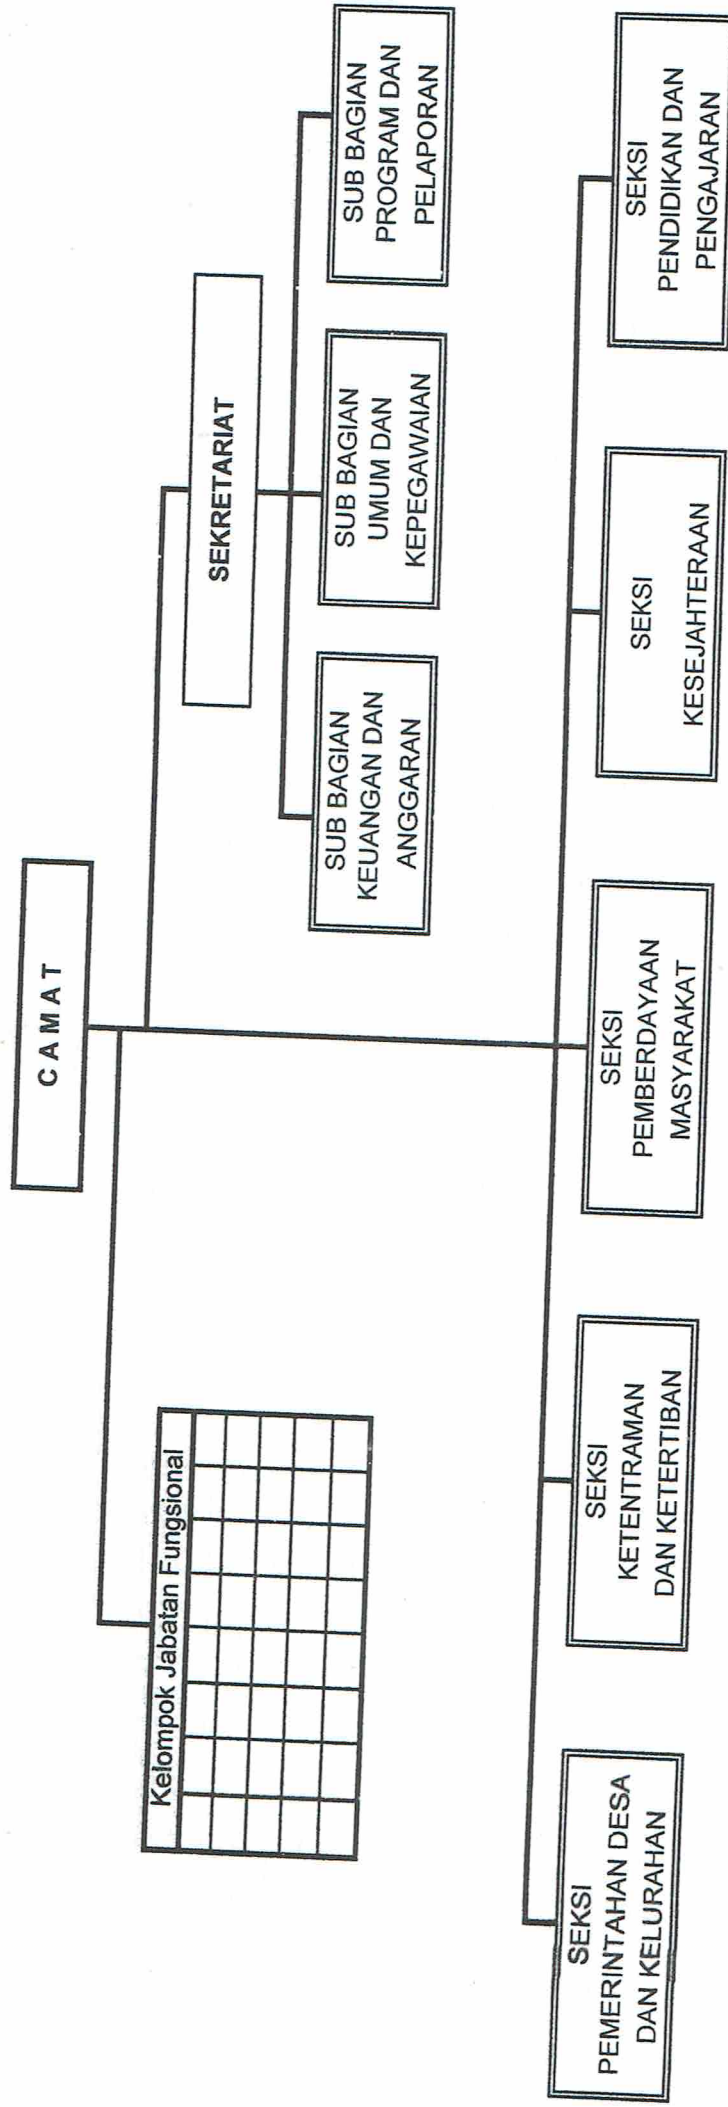 C A M A T
Kelompok Jabatan Fungsional
SEKRETARIAT
SUB BAGIAN
KEUANGAN DAN
ANGGARAN
SUB BAGIAN
UMUM DAN
KEPEGAWAIAN
SUB BAGIAN
PROGRAM DAN
PELAPORAN
SEKSI
PEMERINTAHAN DESA
DAN KELURAHAN
SEKSI
KETENTRAMAN
DAN KETERTIBAN
SEKSI
PEMBERDAYAAN
MASYARAKAT
SEKSI
KESEJAHTERAAN
SEKSI
PENDIDIKAN DAN
PENGAJARAN